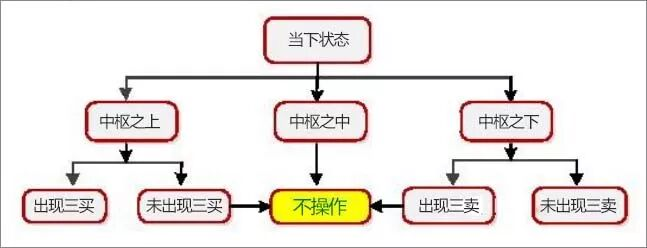 当下状态
中枢之上
中枢之中
中枢之下
出现三买
未出现三买
不操作
出现三卖
未出现三卖